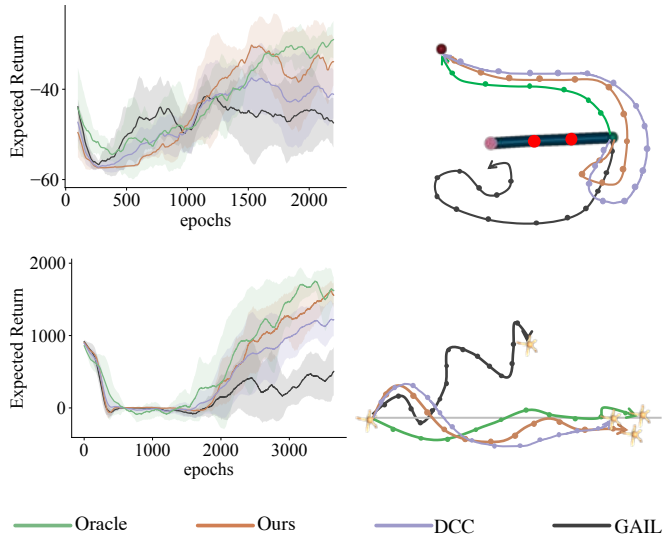 Expected Return
−40
−60
0 500 1000 1500 2000
epochs
Expected Return
2000
1000
0
0 1000 2000 3000
epochs
Oracle Ours DCC GAIL